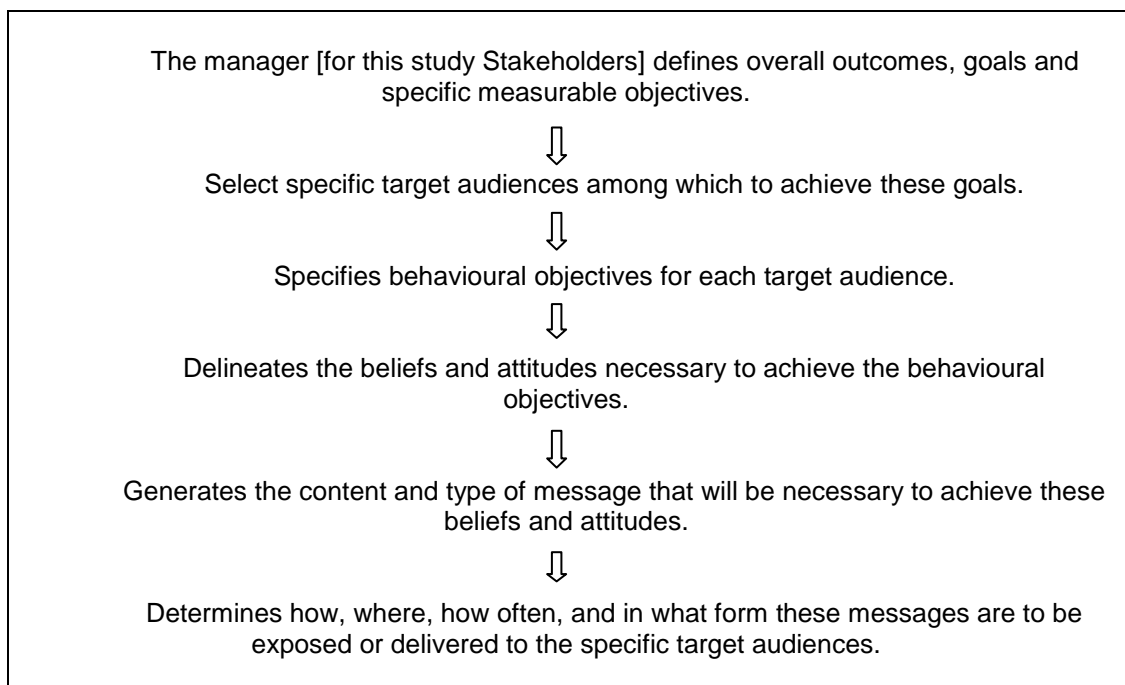 The manager [for this study Stakeholders] defines overall outcomes, goals and
specific measurable objectives.
Select specific target audiences among which to achieve these goals.
Specifies behavioural objectives for each target audience.
Delineates the beliefs and attitudes necessary to achieve the behavioural
objectives.
Generates the content and type of message that will be necessary to achieve these
beliefs and attitudes.
Determines how, where, how often, and in what form these messages are to be
exposed or delivered to the specific target audiences.